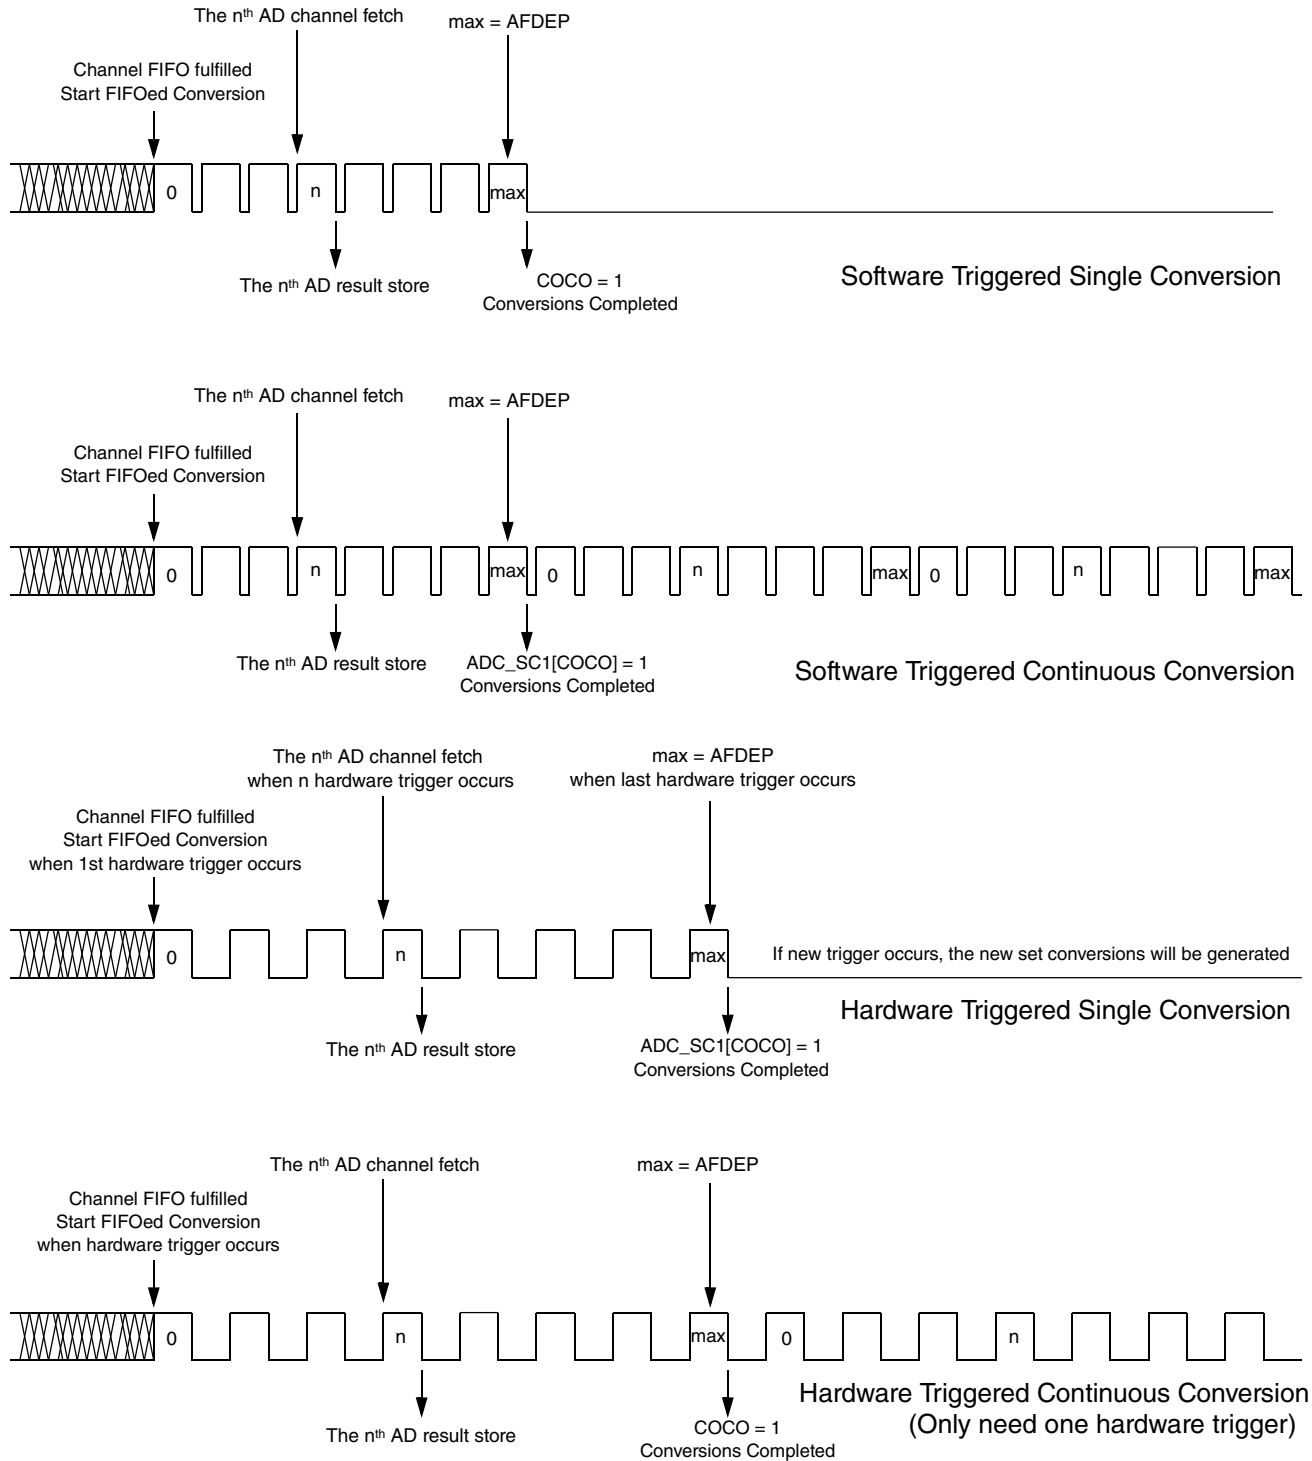 The nth AD channel fetch
max = AFDEP
Channel FIFO fulfilled
Start FIFOed Conversion
0
n
max
The nth AD result store
COCO = 1
Conversions Completed
Software Triggered Single Conversion
The nth AD channel fetch
max = AFDEP
Channel FIFO fulfilled
Start FIFOed Conversion
0
n
max
0
n
max
0
n
max
The nth AD result store
ADC_SC1[COCO] = 1
Conversions Completed
Software Triggered Continuous Conversion
The nth AD channel fetch
when n hardware trigger occurs
max = AFDEP
when last hardware trigger occurs
Channel FIFO fulfilled
Start FIFOed Conversion
when 1st hardware trigger occurs
0
n
max
If new trigger occurs, the new set conversions will be generated
Hardware Triggered Single Conversion
The nth AD result store
ADC_SC1[COCO] = 1
Conversions Completed
The nth AD channel fetch
max = AFDEP
Channel FIFO fulfilled
Start FIFOed Conversion
when hardware trigger occurs
0
n
max
0
n
The nth AD result store
COCO = 1
Conversions Completed
Hardware Triggered Continuous Conversion
(Only need one hardware trigger)